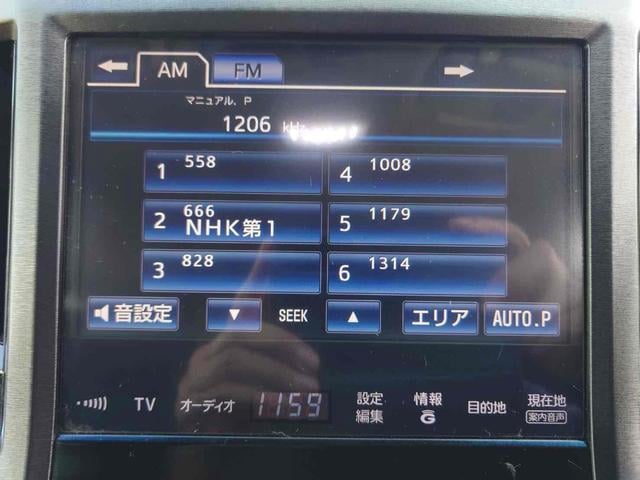 AM FM
マニュアル、P
1206 kHz
1 558 4 1008
2 666 NHK第1 5 1179
3 828 6 1314
音設定 ▼ SEEK ▲ エリア AUTO.P
TV オーディオ 1159 設定 編集 情報 G 目的地 現在地 案内音声